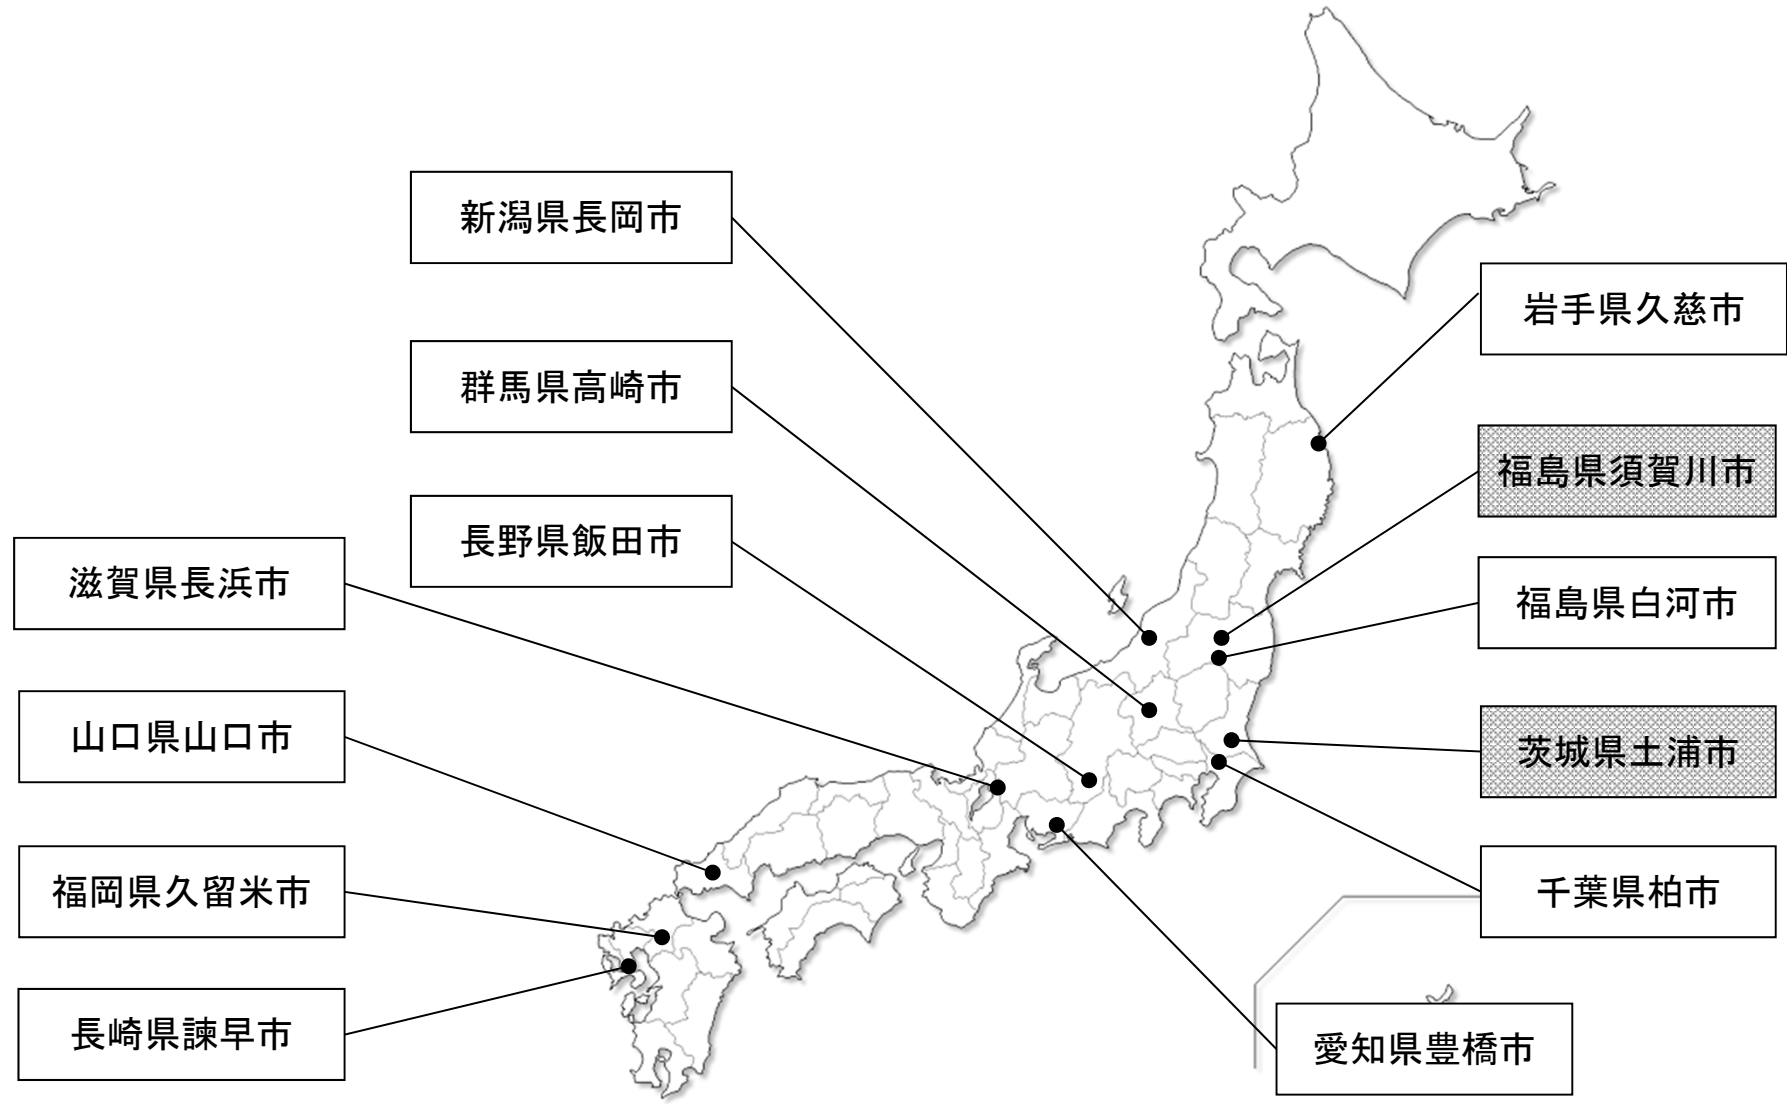 新潟県長岡市
群馬県高崎市
長野県飯田市
滋賀県長浜市
山口県山口市
福岡県久留米市
長崎県諫早市
岩手県久慈市
福島県須賀川市
福島県白河市
茨城県土浦市
千葉県柏市
愛知県豊橋市